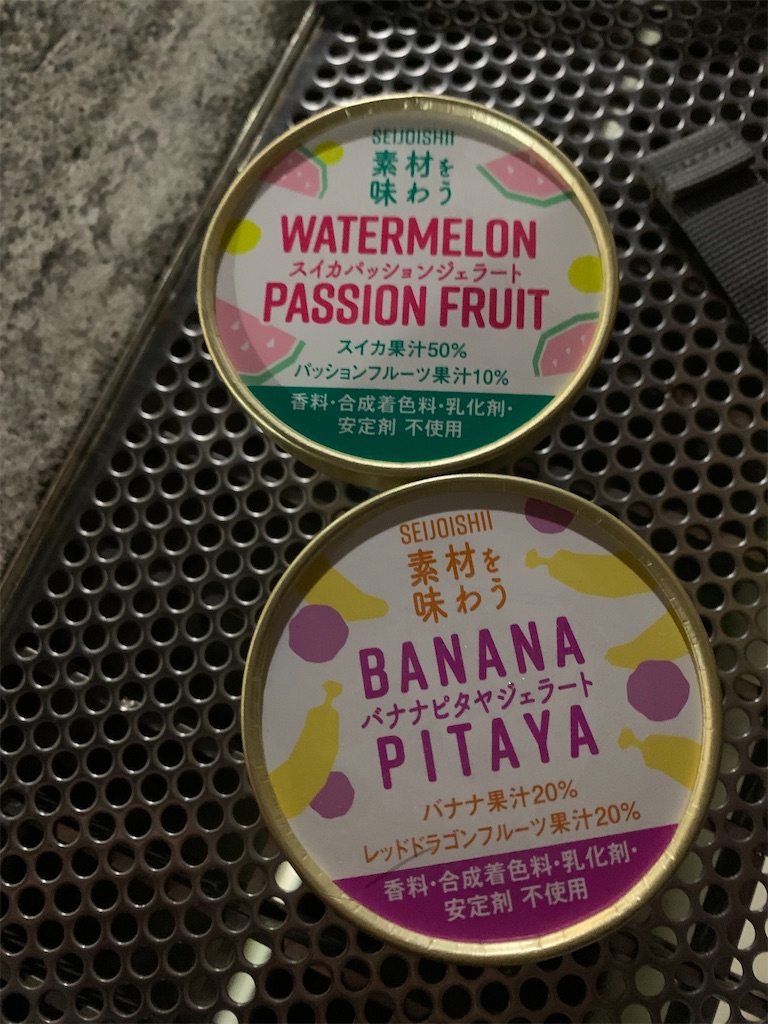 SEIJOISHII
素材を
味わう
WATERMELON
スイカパッションジェラート
PASSION FRUIT
スイカ果汁50%
パッションフルーツ果汁10%
香料・合成着色料・乳化剤・
安定剤 不使用
SEIJOISHII
素材を
味わう
BANANA
バナナピタヤジェラート
PITAYA
バナナ果汁20%
レッドドラゴンフルーツ果汁20%
香料・合成着色料・乳化剤・
安定剤 不使用